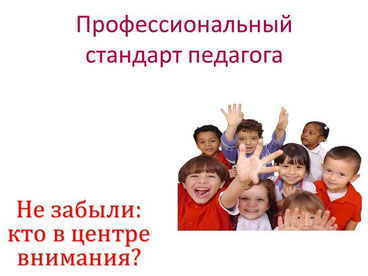 Профессиональный
стандарт педагога
Не забыли:
кто в центре
внимания?